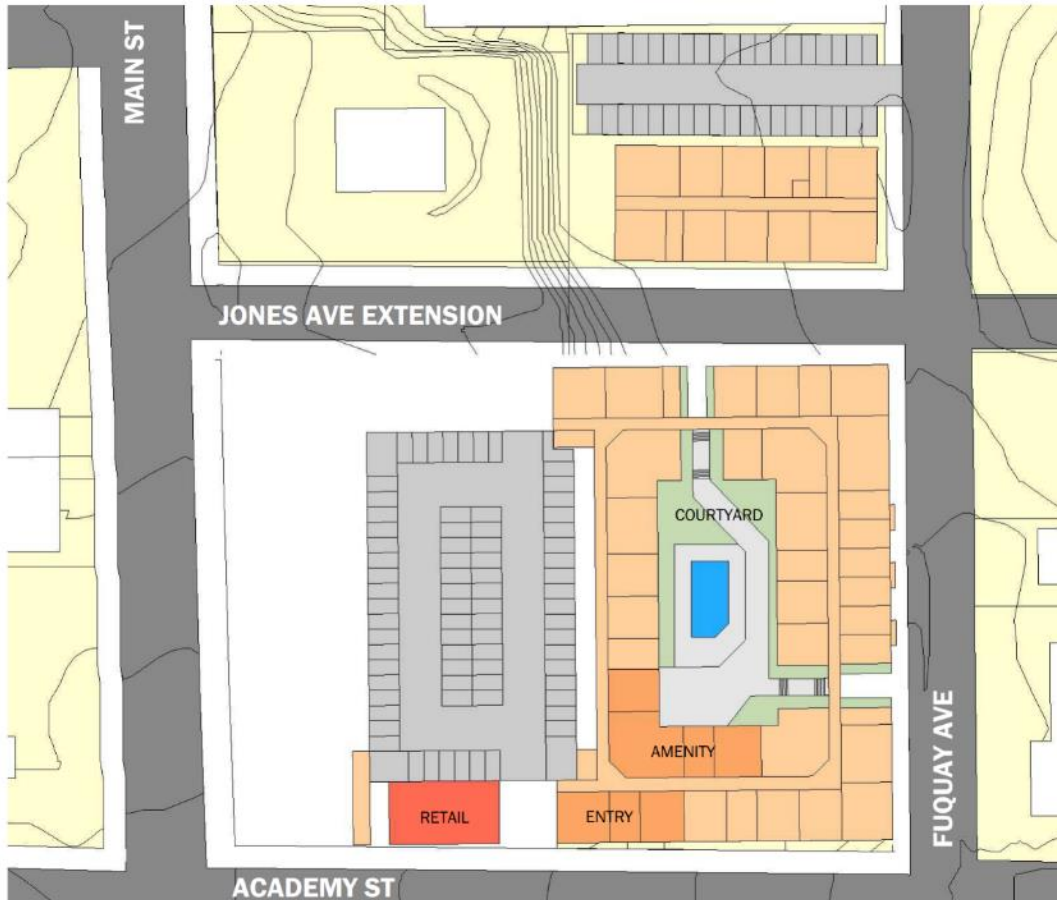 MAIN ST
JONES AVE EXTENSION
COURTYARD
AMENITY
RETAIL
ENTRY
FUQUAY AVE
ACADEMY ST